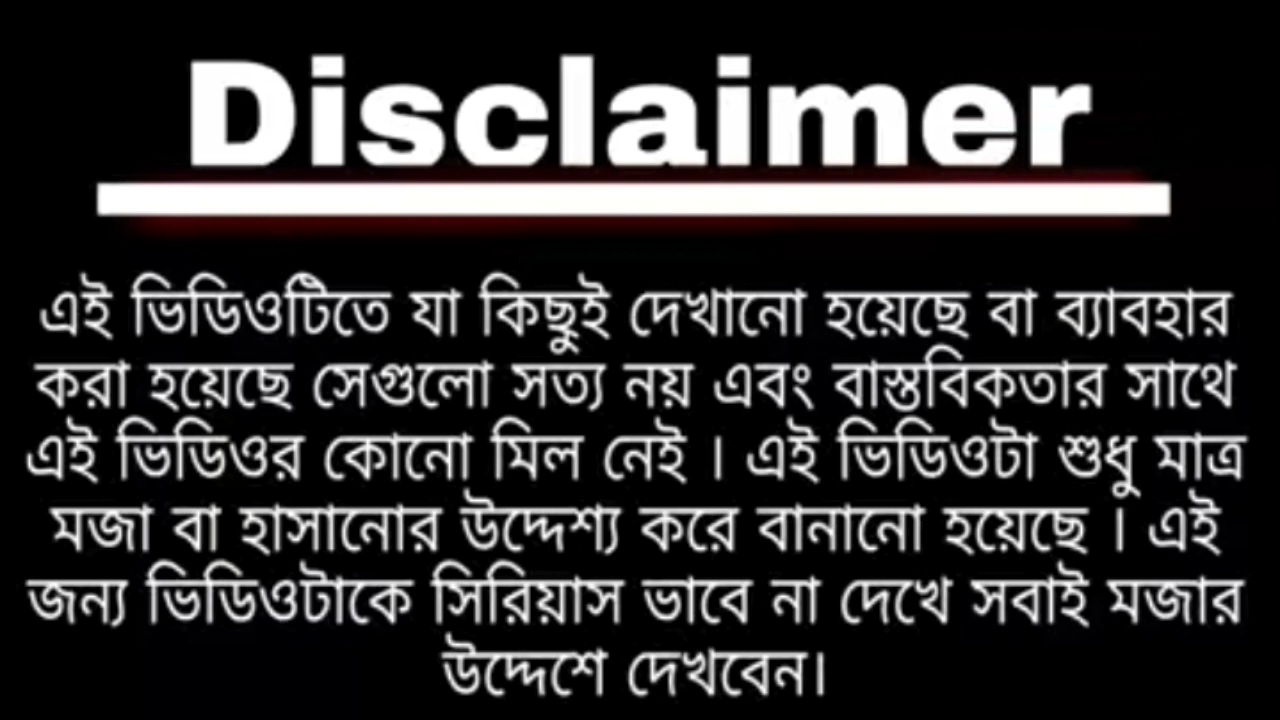 Disclaimer
এই ভিডিওটিতে যা কিছুই দেখানো হয়েছে বা ব্যাবহার
করা হয়েছে সেগুলো সত্য নয় এবং বাস্তবিকতার সাথে
এই ভিডিওর কোনো মিল নেই । এই ভিডিওটা শুধু মাত্র
মজা বা হাসানোর উদ্দেশ্য করে বানানো হয়েছে । এই
জন্য ভিডিওটাকে সিরিয়াস ভাবে না দেখে সবাই মজার
উদ্দেশে দেখবেন।